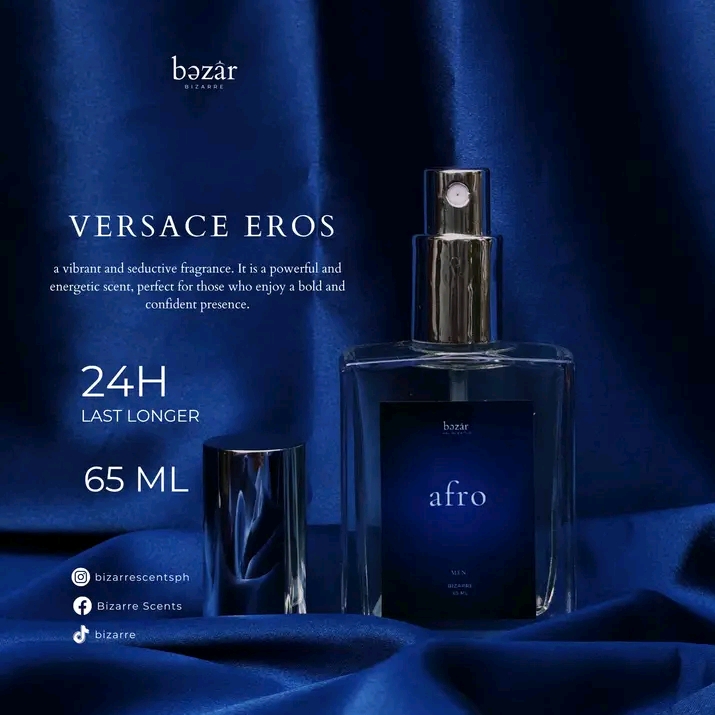 bəzâr
BIZARRE
VERSACE EROS
a vibrant and seductive fragrance. It is a powerful and
energetic scent, perfect for those who enjoy a bold and
confident presence.
24H
LAST LONGER
65 ML
bizarrescentsph
Bizarre Scents
bizarre
bəzâr
afro
MEN
BIZARRE
65 ML